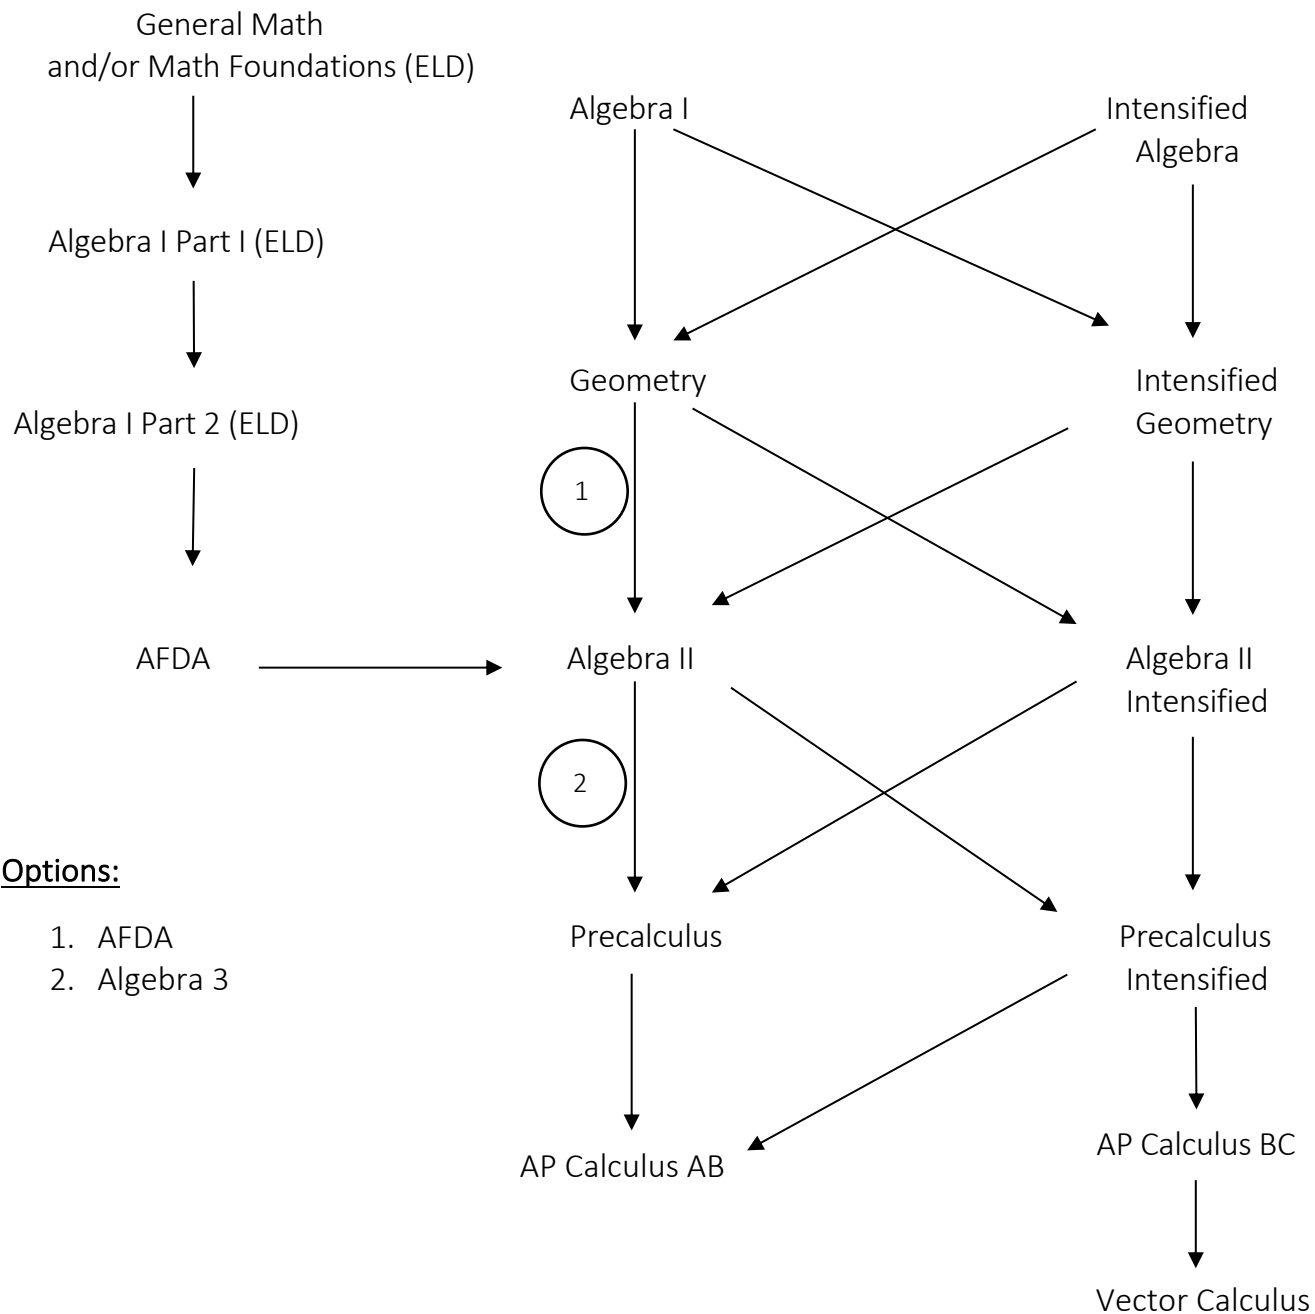 General Math
and/or Math Foundations (ELD)
Algebra I
Intensified
Algebra
Algebra I Part I (ELD)
Geometry
Intensified
Geometry
Algebra I Part 2 (ELD)
1
AFDA
Algebra II
Algebra II
Intensified
2
Options:
1. AFDA
2. Algebra 3
Precalculus
Precalculus
Intensified
AP Calculus AB
AP Calculus BC
Vector Calculus